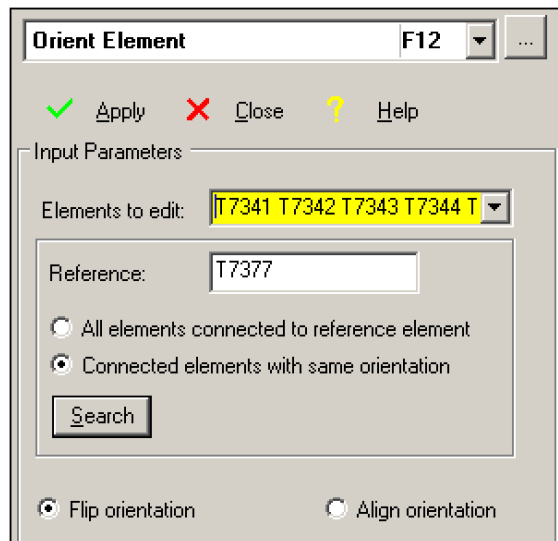 Orient Element F12 ...
Apply Close ? Help
Input Parameters
Elements to edit: T7341 T7342 T7343 T7344 T
Reference: T7377
All elements connected to reference element
Connected elements with same orientation
Search
Flip orientation Align orientation